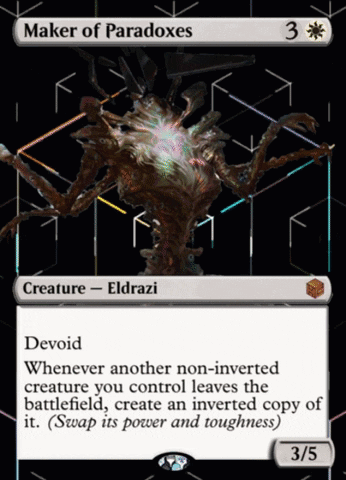 Maker of Paradoxes 3
Creature — Eldrazi
Devoid
Whenever another non-inverted
creature you control leaves the
battlefield, create an inverted copy of
it. (Swap its power and toughness)
3/5